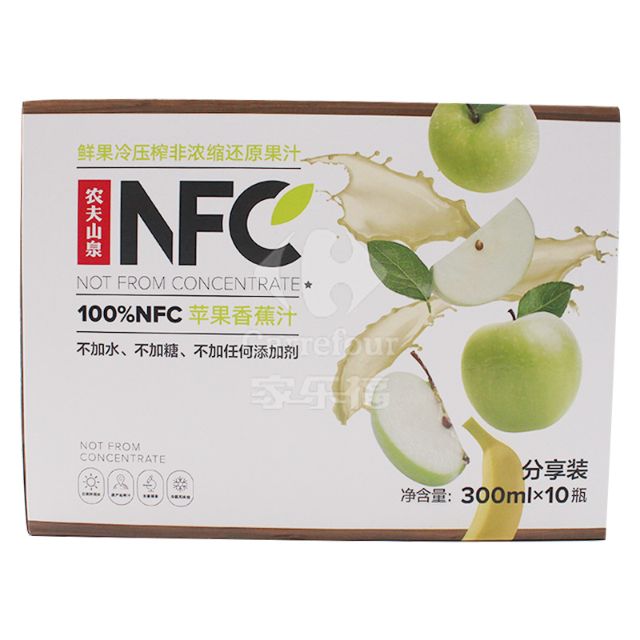 鲜果冷压榨非浓缩还原果汁
农夫山泉
NFC
NOT FROM CONCENTRATE
100%NFC 苹果香蕉汁
Carrefour
不加水、不加糖、不加任何添加剂
家乐福
NOT FROM
CONCENTRATE
分享装
净含量: 300ml×10瓶